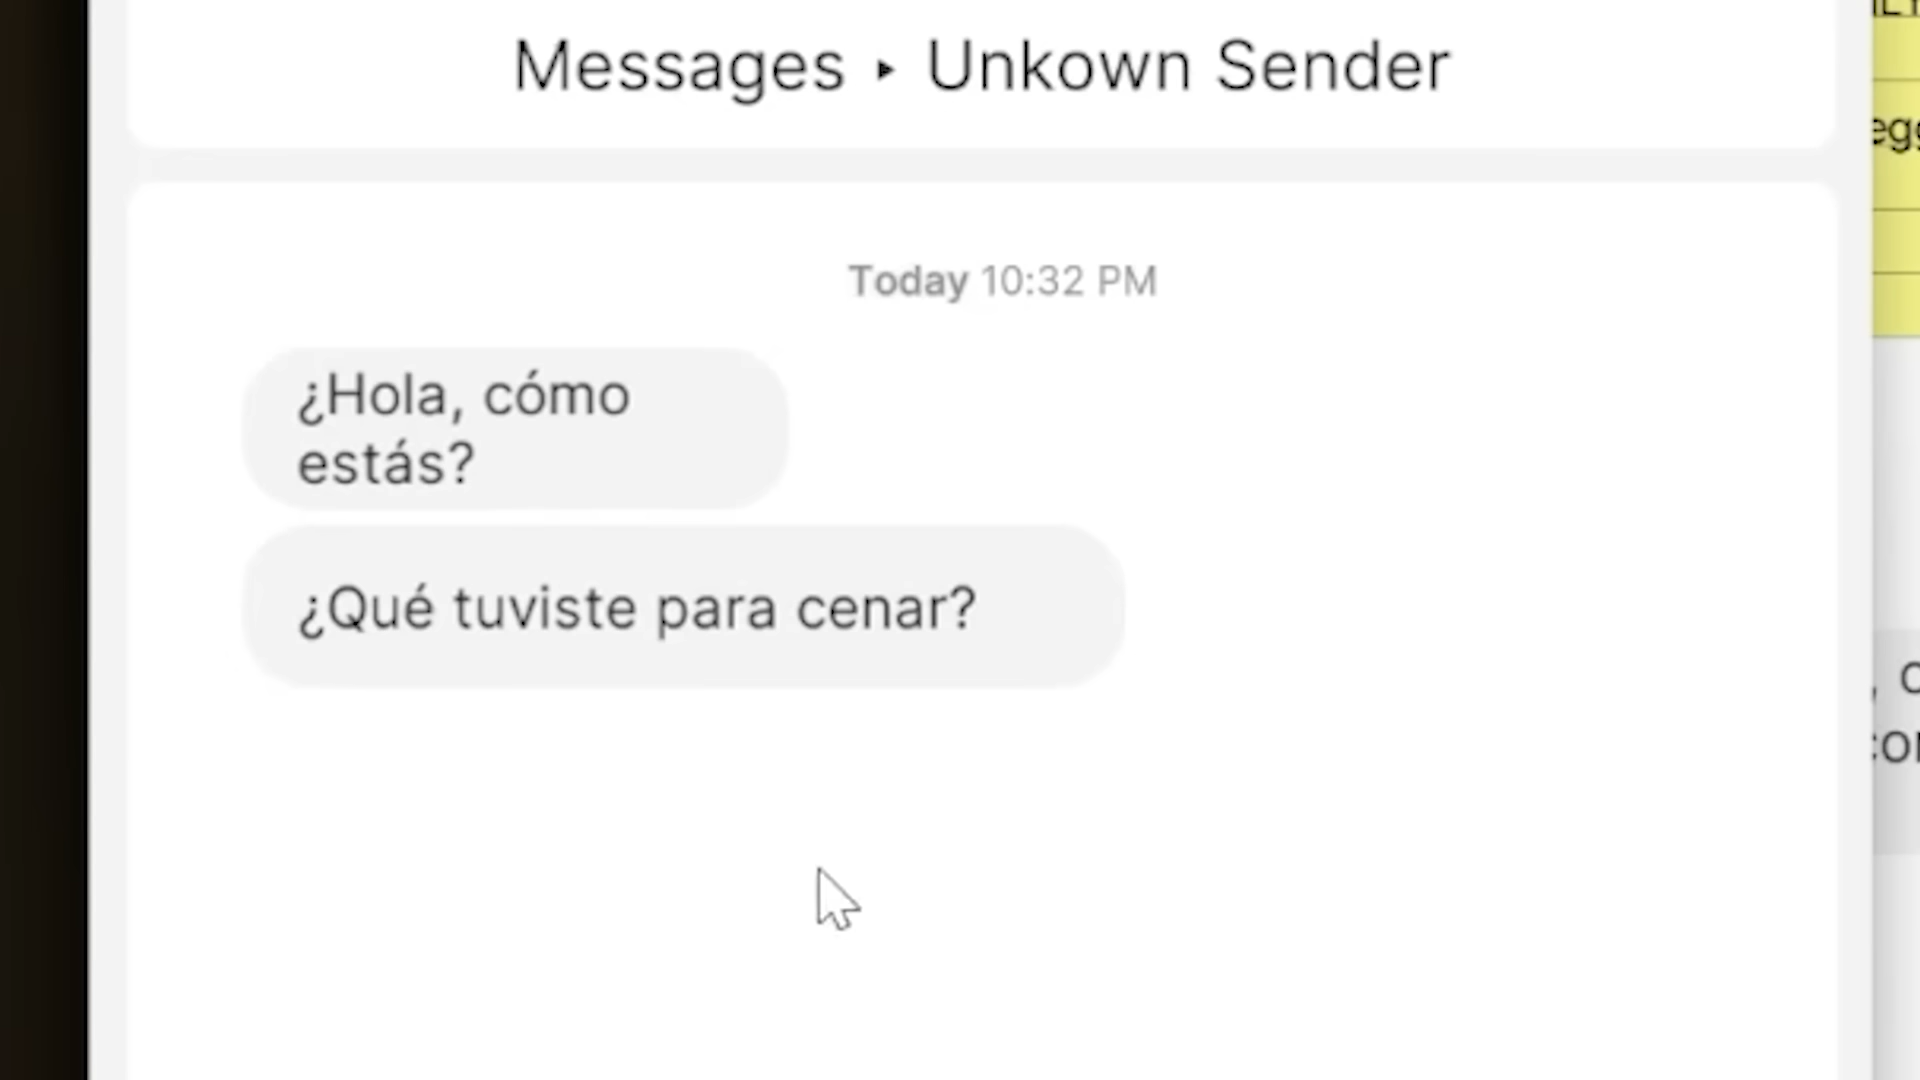 Messages ▸ Unkown Sender
Today 10:32 PM
¿Hola, cómo
estás?
¿Qué tuviste para cenar?